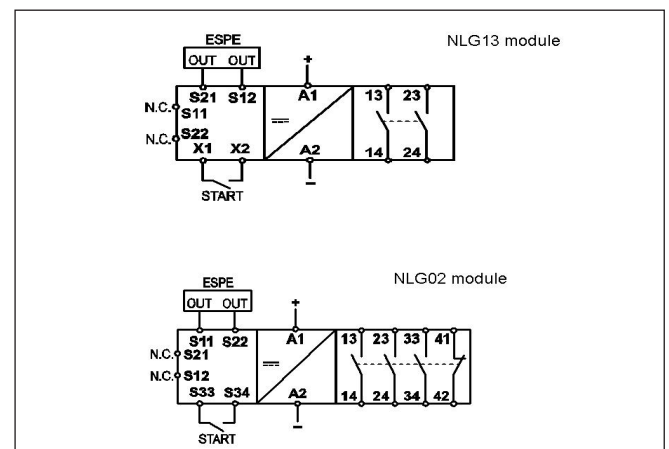 NLG13 module
ESPE
OUT OUT
+
S21 S12
A1
13 23
N.C. S11
N.C. S22
X1 X2
A2
14 24
START
–
NLG02 module
ESPE
OUT OUT
+
S11 S22
A1
13 23 33 41
N.C. S21
N.C. S12
S33 S34
A2
14 24 34 42
START
–